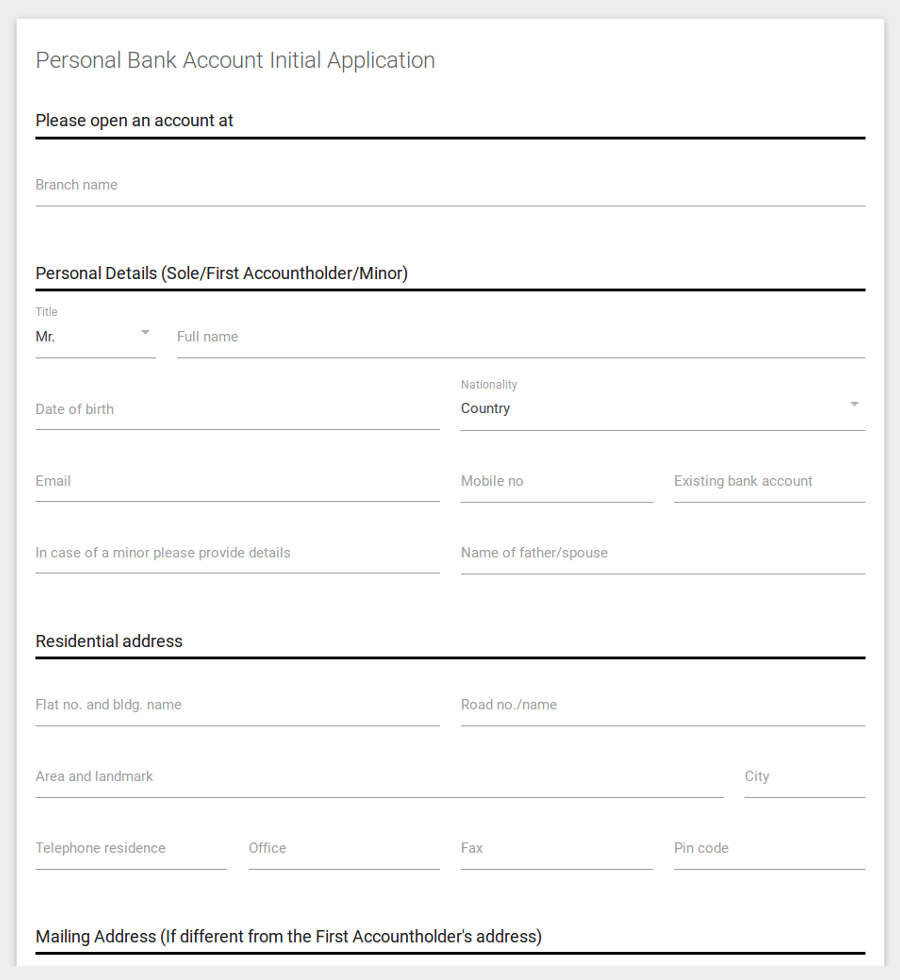 Personal Bank Account Initial Application
Please open an account at
Branch name
Personal Details (Sole/First Accountholder/Minor)
Title
Mr.
Full name
Nationality
Date of birth
Country
Email
Mobile no
Existing bank account
In case of a minor please provide details
Name of father/spouse
Residential address
Flat no. and bldg. name
Road no./name
Area and landmark
City
Telephone residence
Office
Fax
Pin code
Mailing Address (If different from the First Accountholder's address)